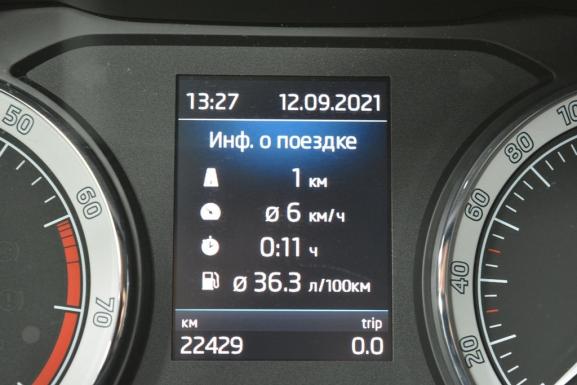 13:27 12.09.2021
Инф. о поездке
1 км
ø 6 км/ч
0:11 ч
ø 36.3 л/100км
км trip
22429 0.0
50
60
70
20
40
60
80